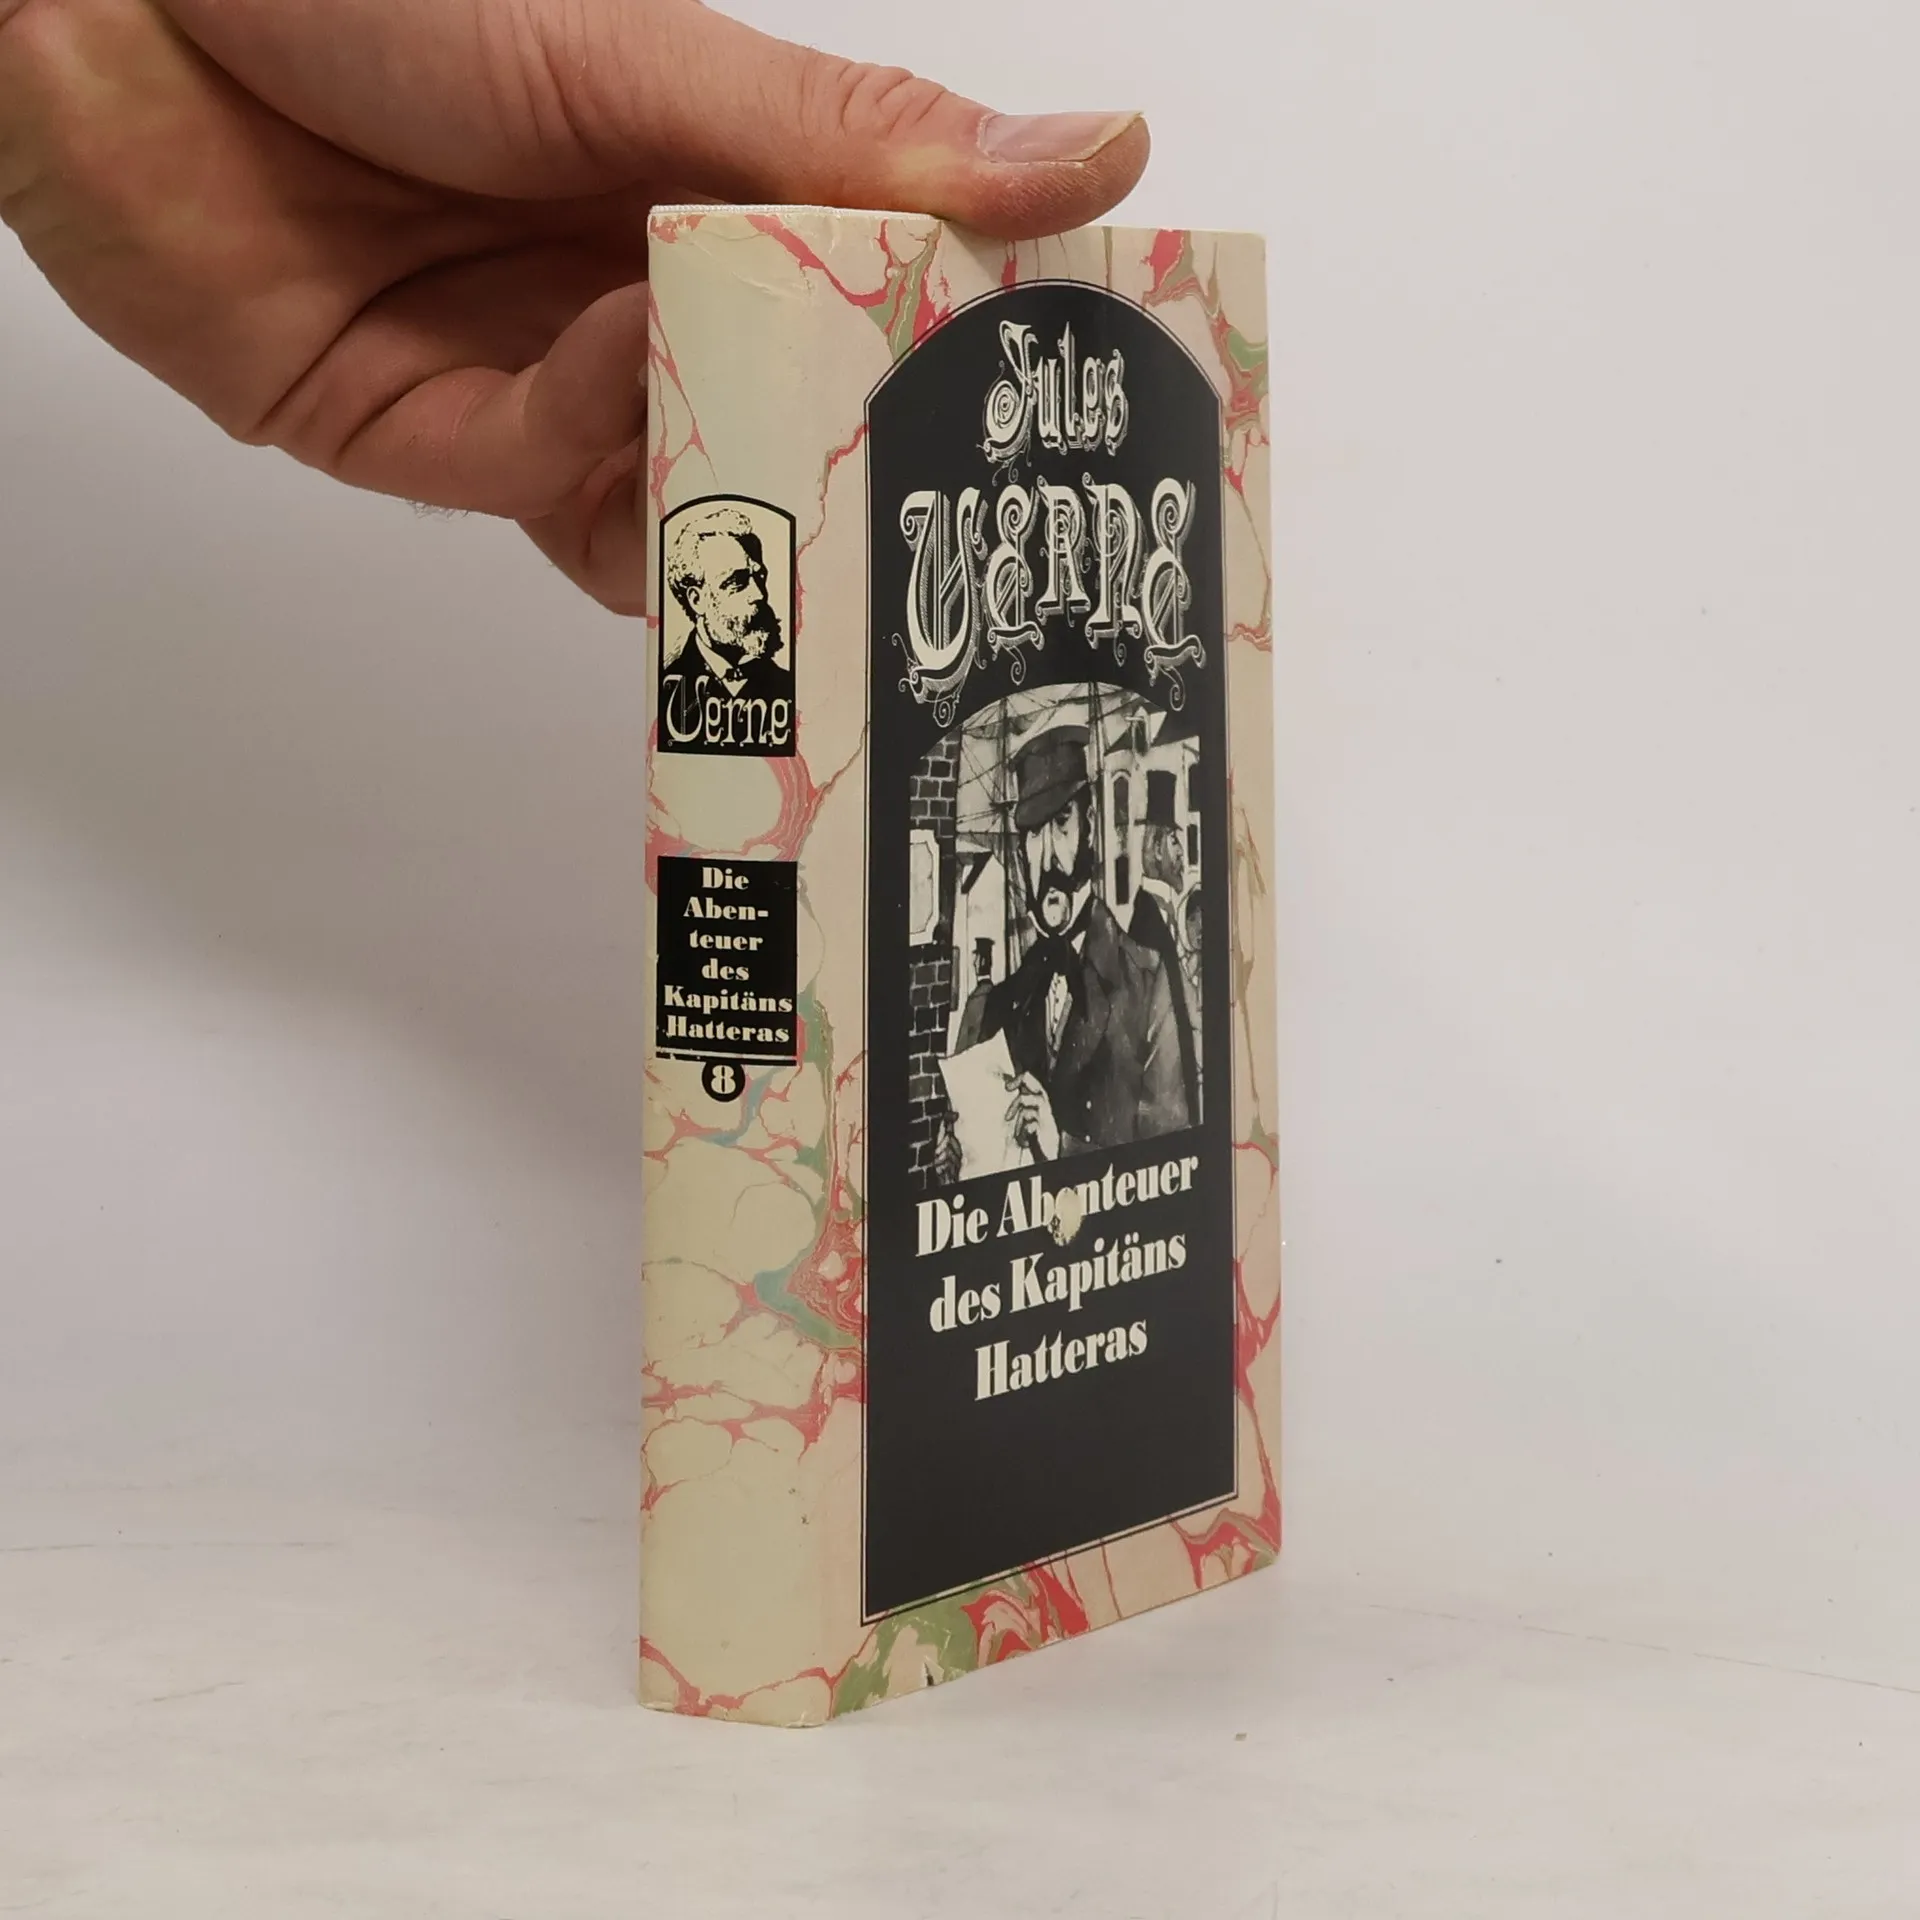 Verne
Die
Aben-
teuer
des
Kapitäns
Hatteras
8
Jules
VERNE
Die Abenteuer
des Kapitäns
Hatteras